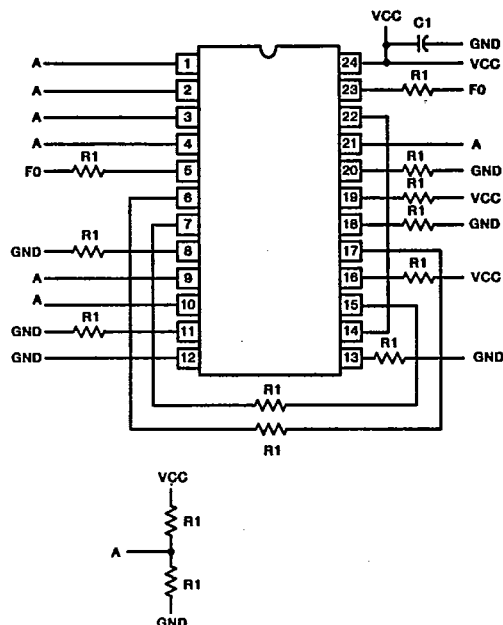 VCC C1
GND
A 1 24 VCC
R1
A 2 23 F0
A 3 22
A 4 21 A
R1 R1
F0 5 20 GND
R1
6 19 VCC
R1
7 18 GND
R1
GND 8 17
R1
A 9 16 VCC
A 10 15
R1
GND 11 14
R1
GND 12 13 GND
R1
R1
VCC
R1
A
R1
GND